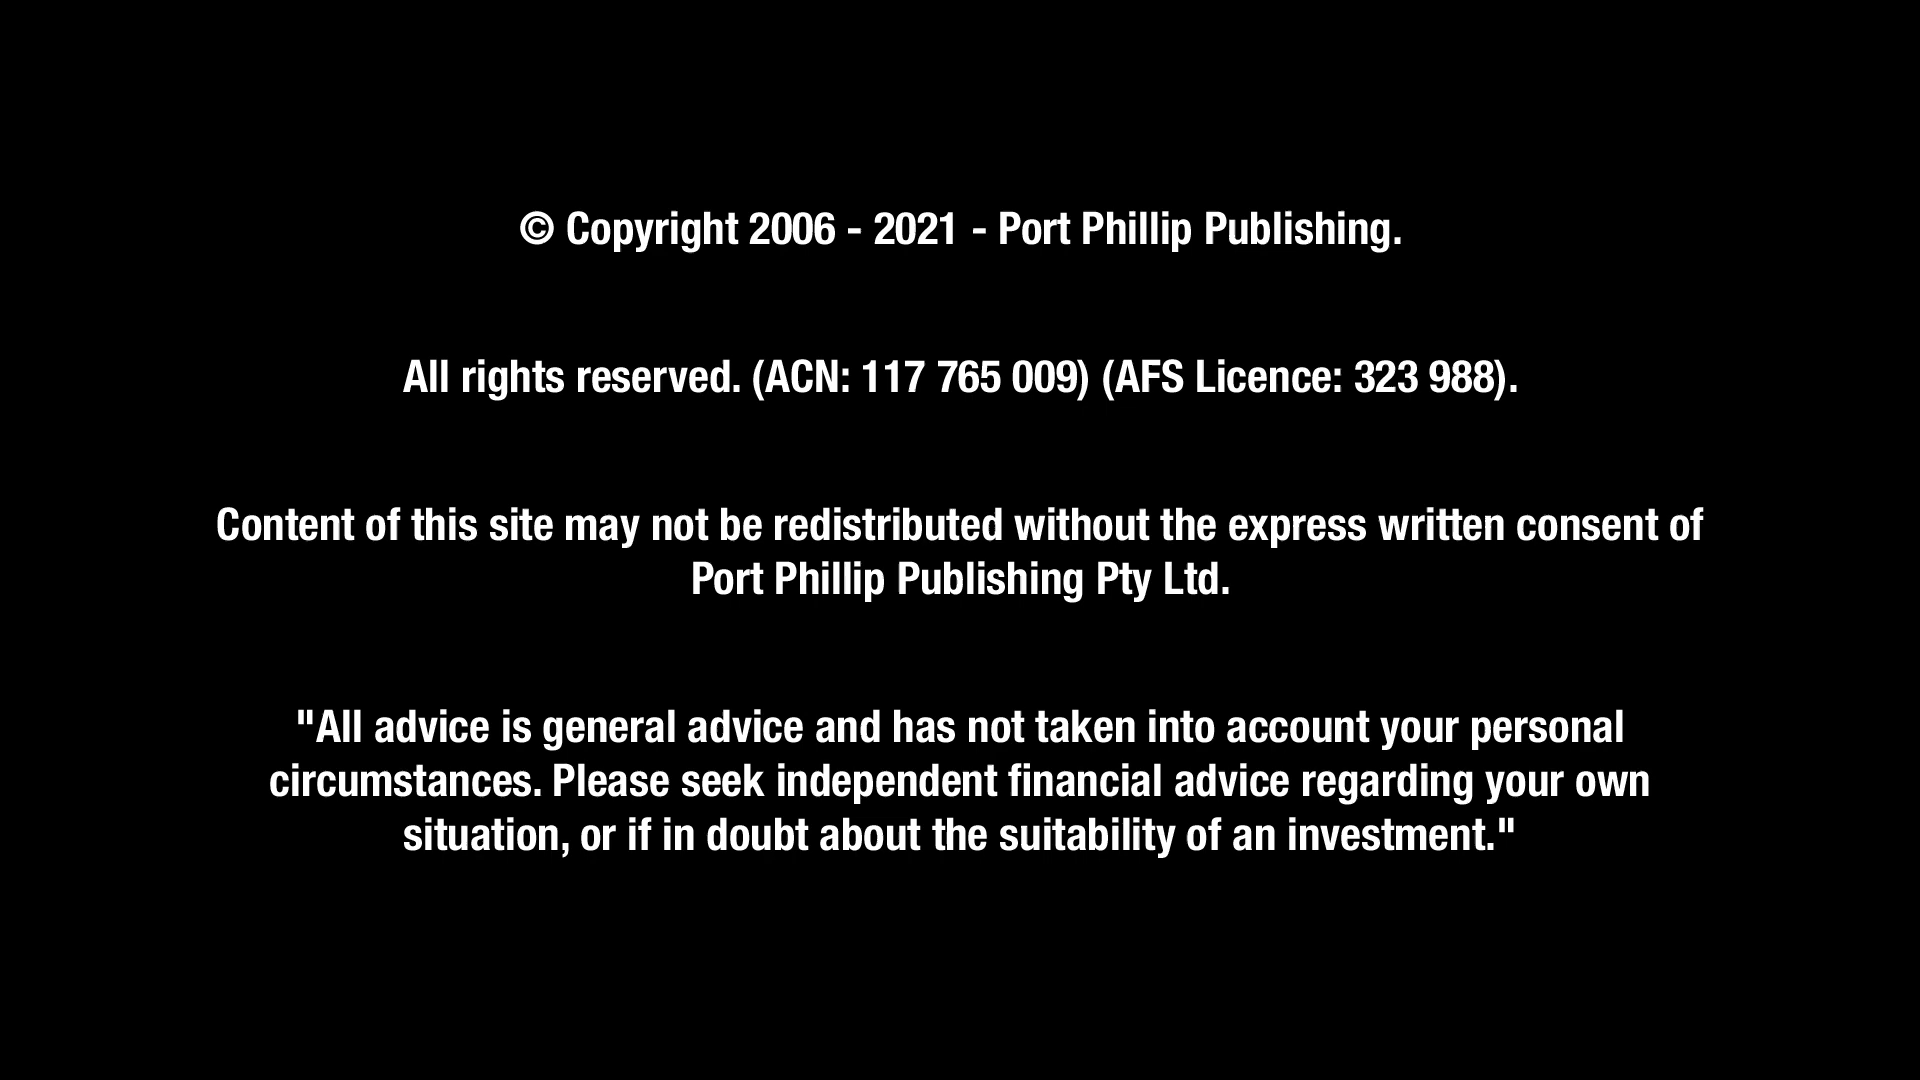 © Copyright 2006 - 2021 - Port Phillip Publishing.
All rights reserved. (ACN: 117 765 009) (AFS Licence: 323 988).
Content of this site may not be redistributed without the express written consent of
Port Phillip Publishing Pty Ltd.
"All advice is general advice and has not taken into account your personal
circumstances. Please seek independent financial advice regarding your own
situation, or if in doubt about the suitability of an investment."